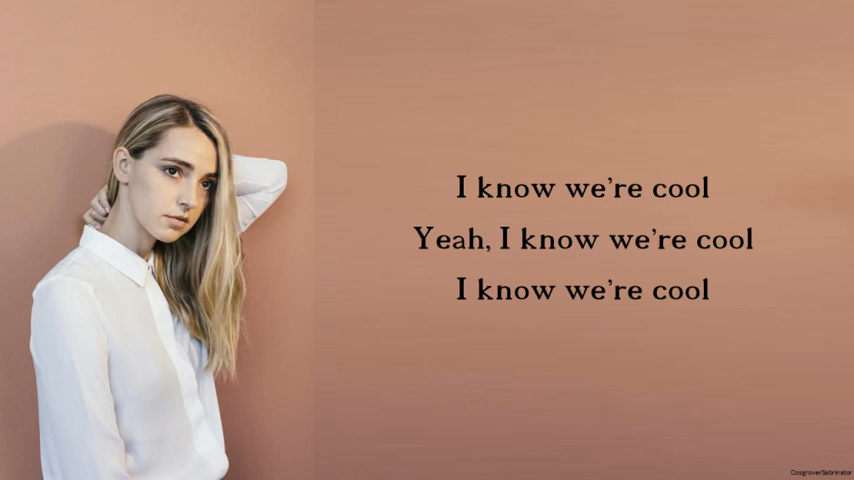 I know we’re cool
Yeah, I know we’re cool
I know we’re cool
CosgroverSabrinator